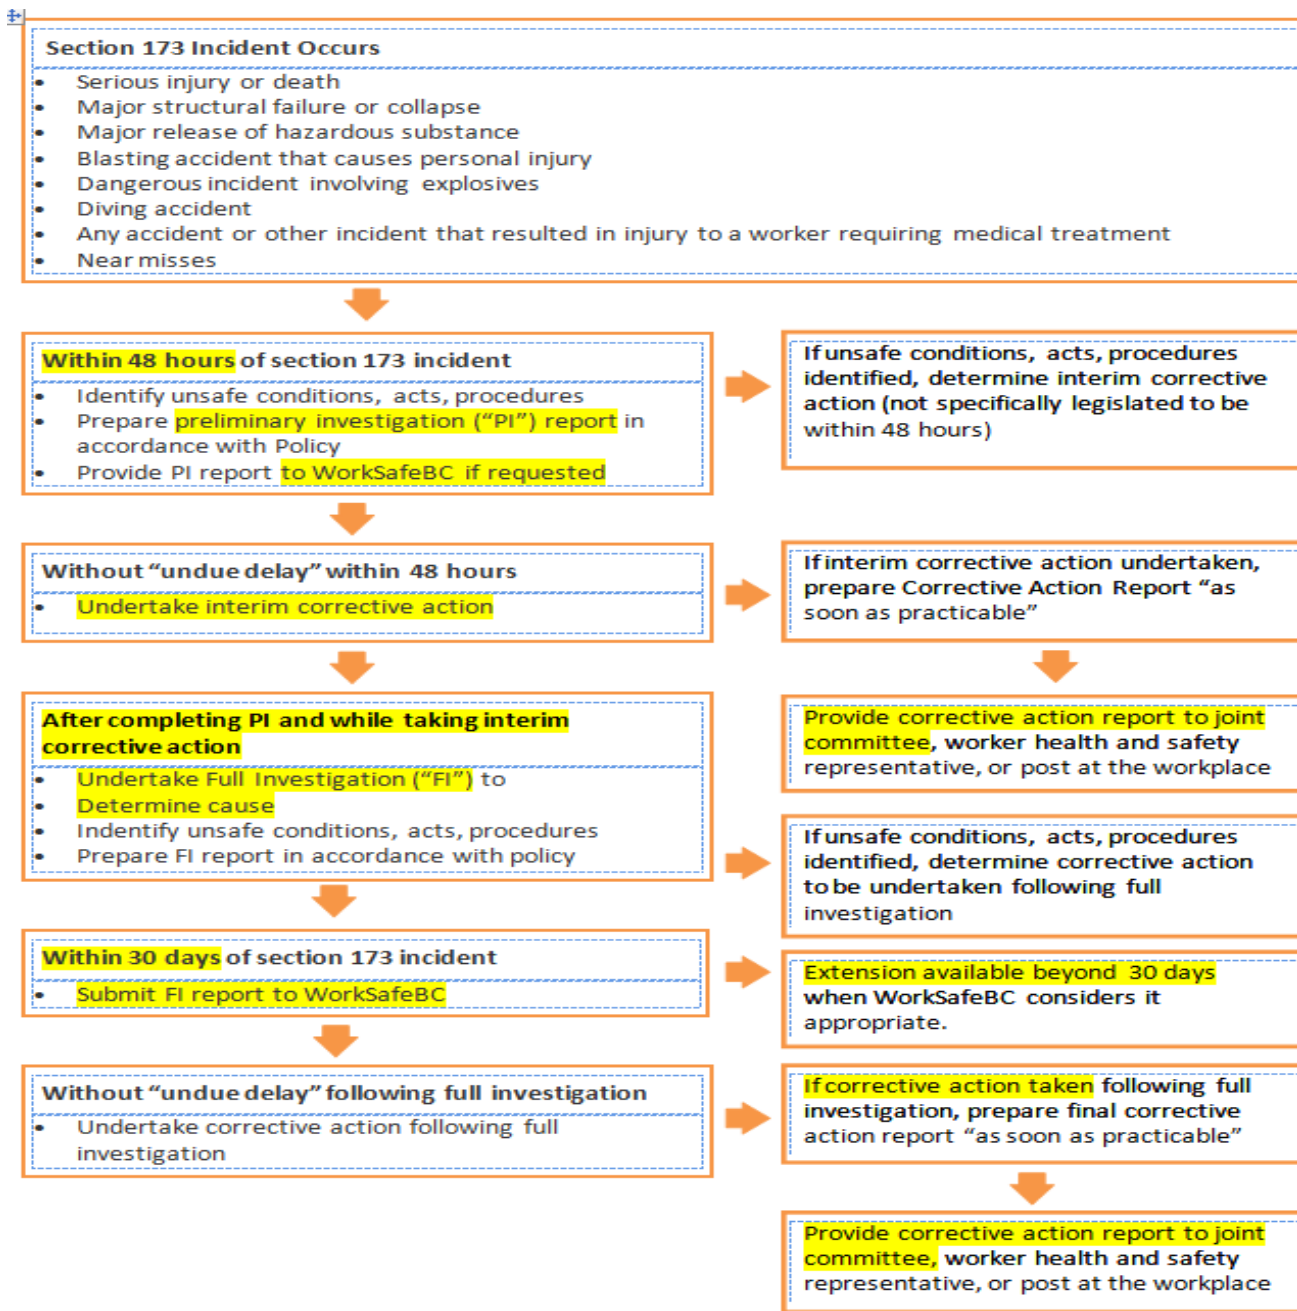 Section 173 Incident Occurs
• Serious injury or death
• Major structural failure or collapse
• Major release of hazardous substance
• Blasting accident that causes personal injury
• Dangerous incident involving explosives
• Diving accident
• Any accident or other incident that resulted in injury to a worker requiring medical treatment
• Near misses
Within 48 hours of section 173 incident
• Identify unsafe conditions, acts, procedures
• Prepare preliminary investigation (“PI”) report in
accordance with Policy
• Provide PI report to WorkSafeBC if requested
If unsafe conditions, acts, procedures
identified, determine interim corrective
action (not specifically legislated to be
within 48 hours)
Without “undue delay” within 48 hours
• Undertake interim corrective action
If interim corrective action undertaken,
prepare Corrective Action Report “as
soon as practicable”
After completing PI and while taking interim
corrective action
• Undertake Full Investigation (“FI”) to
• Determine cause
• Indentify unsafe conditions, acts, procedures
• Prepare FI report in accordance with policy
Provide corrective action report to joint
committee, worker health and safety
representative, or post at the workplace
If unsafe conditions, acts, procedures
identified, determine corrective action
to be undertaken following full
investigation
Within 30 days of section 173 incident
• Submit FI report to WorkSafeBC
Extension available beyond 30 days
when WorkSafeBC considers it
appropriate.
Without “undue delay” following full investigation
• Undertake corrective action following full
investigation
If corrective action taken following full
investigation, prepare final corrective
action report “as soon as practicable”
Provide corrective action report to joint
committee, worker health and safety
representative, or post at the workplace